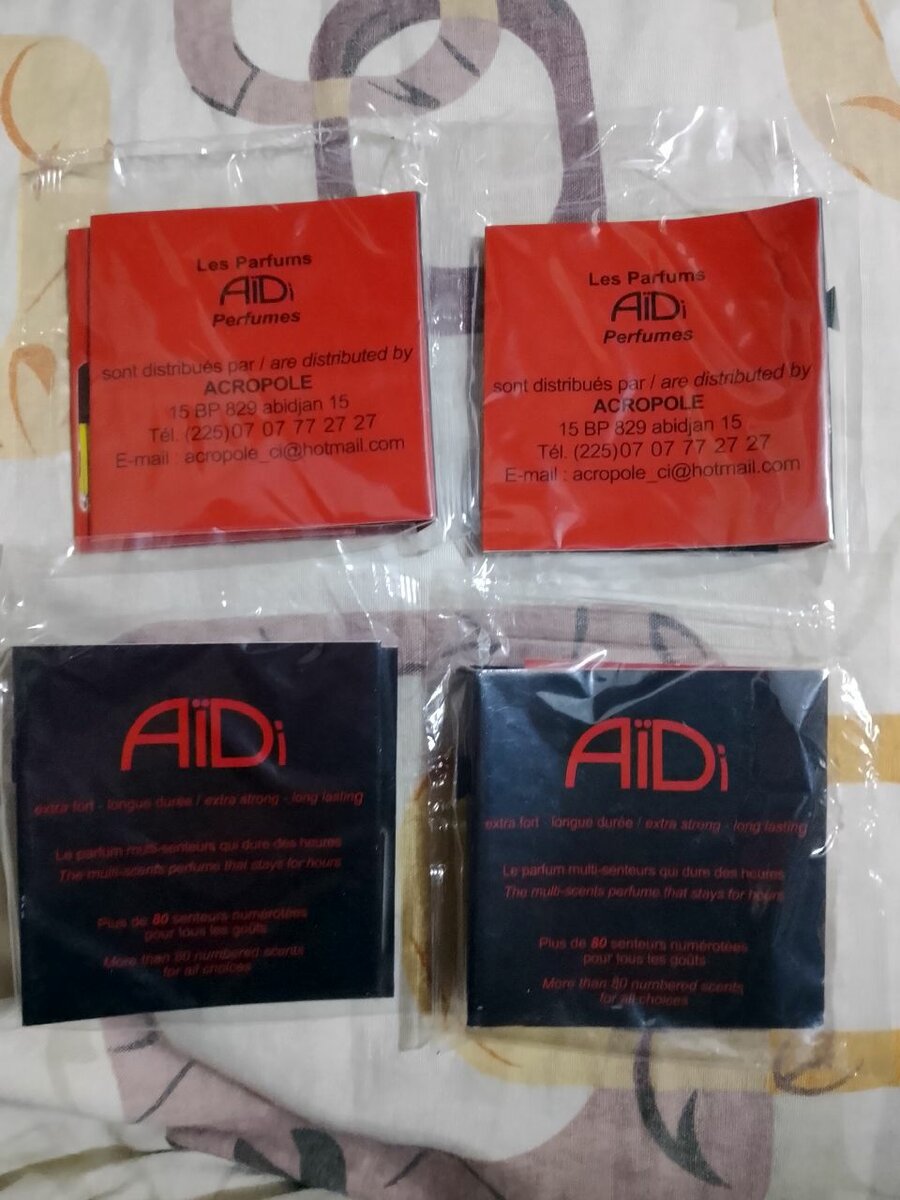 Les Parfums
AïDi
Perfumes
sont distribués par / are distributed by
ACROPOLE
15 BP 829 abidjan 15
Tél. (225)07 07 77 27 27
E-mail : acropole_ci@hotmail.com
Les Parfums
AïDi
Perfumes
sont distribués par / are distributed by
ACROPOLE
15 BP 829 abidjan 15
Tél. (225)07 07 77 27 27
E-mail : acropole_ci@hotmail.com
AïDi
extra fort - longue durée / extra strong - long lasting
Le parfum multi-senteurs qui dure des heures
The multi-scents perfume that stays for hours
Plus de 80 senteurs numérotées
pour tous les goûts
More than 80 numbered scents
for all choices
AïDi
extra fort - longue durée / extra strong - long lasting
Le parfum multi-senteurs qui dure des heures
The multi-scents perfume that stays for hours
Plus de 80 senteurs numérotées
pour tous les goûts
More than 80 numbered scents
for all choices